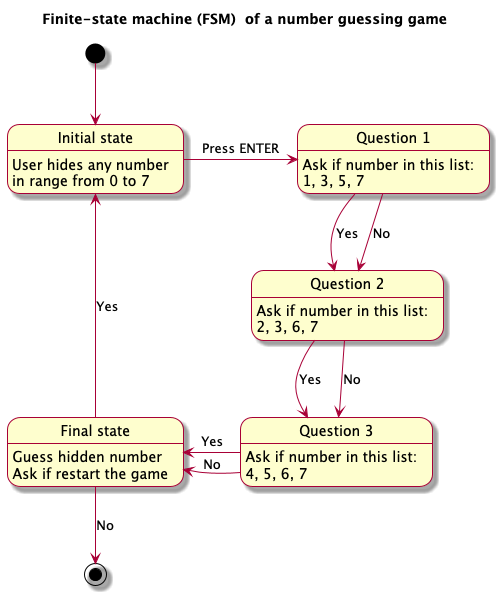 Finite-state machine (FSM)  of a number guessing game
Initial state
User hides any number
in range from 0 to 7
Press ENTER
Question 1
Ask if number in this list:
1, 3, 5, 7
Yes
No
Question 2
Ask if number in this list:
2, 3, 6, 7
Yes
Yes
No
Final state
Guess hidden number
Ask if restart the game
Yes
No
Question 3
Ask if number in this list:
4, 5, 6, 7
No